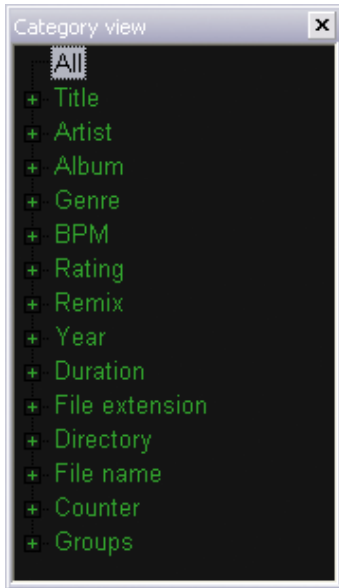 Category view
All
Title
Artist
Album
Genre
BPM
Rating
Remix
Year
Duration
File extension
Directory
File name
Counter
Groups